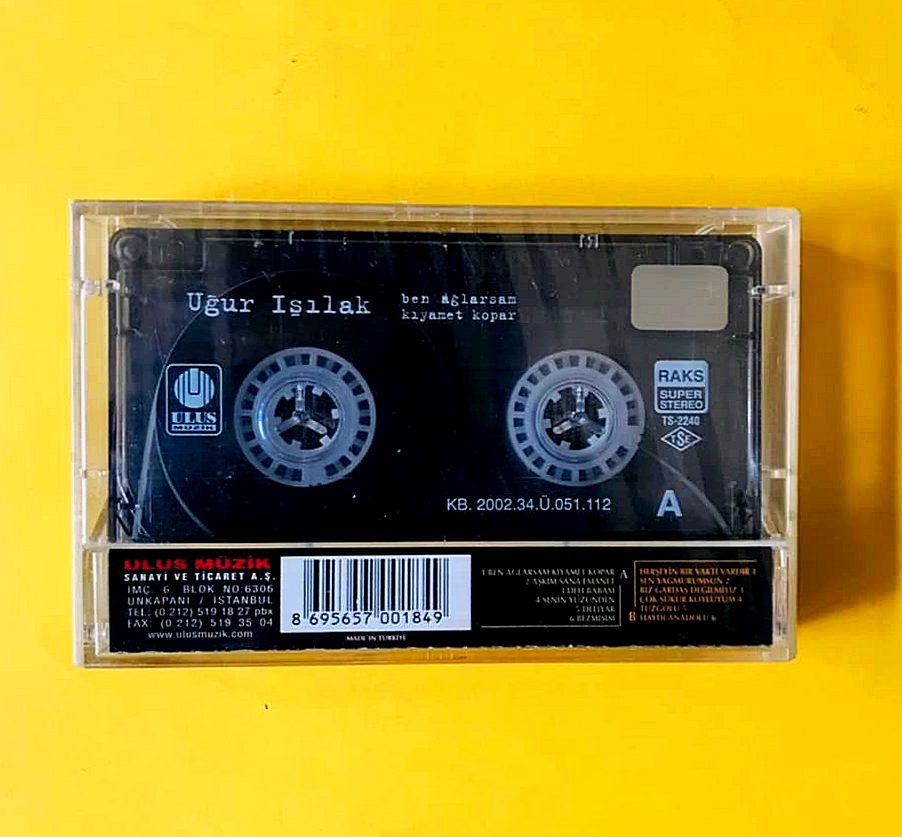 Uğur Işılak
ben ağlarsam
kıyamet kopar
ULUS
MÜZİK
RAKS
SUPER
STEREO
TS-2240
TSE
KB. 2002.34.Ü.051.112
A
ULUS MÜZİK
SANAYİ VE TİCARET A.Ş.
İMÇ. 6. BLOK NO:6306
UNKAPANI / İSTANBUL
TEL: (0.212) 519 18 27 pbx
FAX: (0.212) 519 35 04
www.ulusmuzik.com
8 695657 001849
MADE IN TÜRKİYE
1 BEN AĞLARSAM KIYAMET KOPAR
2 AŞKIM SANA EMANET
3 DELİ BABAM
4 SENİN YÜZÜNDEN
5 DELİYAR
6 BEZMİŞİM
A
HERŞEYİN BİR VAKTİ VARDIR 1
SEN YAĞMURUMSUN 2
BİZ GARDAŞ DEĞİLMİYİZ 3
ÇOK ŞÜKÜR KÖYLÜYÜM 4
TUZGÖLÜ 5
HAYDİ ANADOLU 6
B